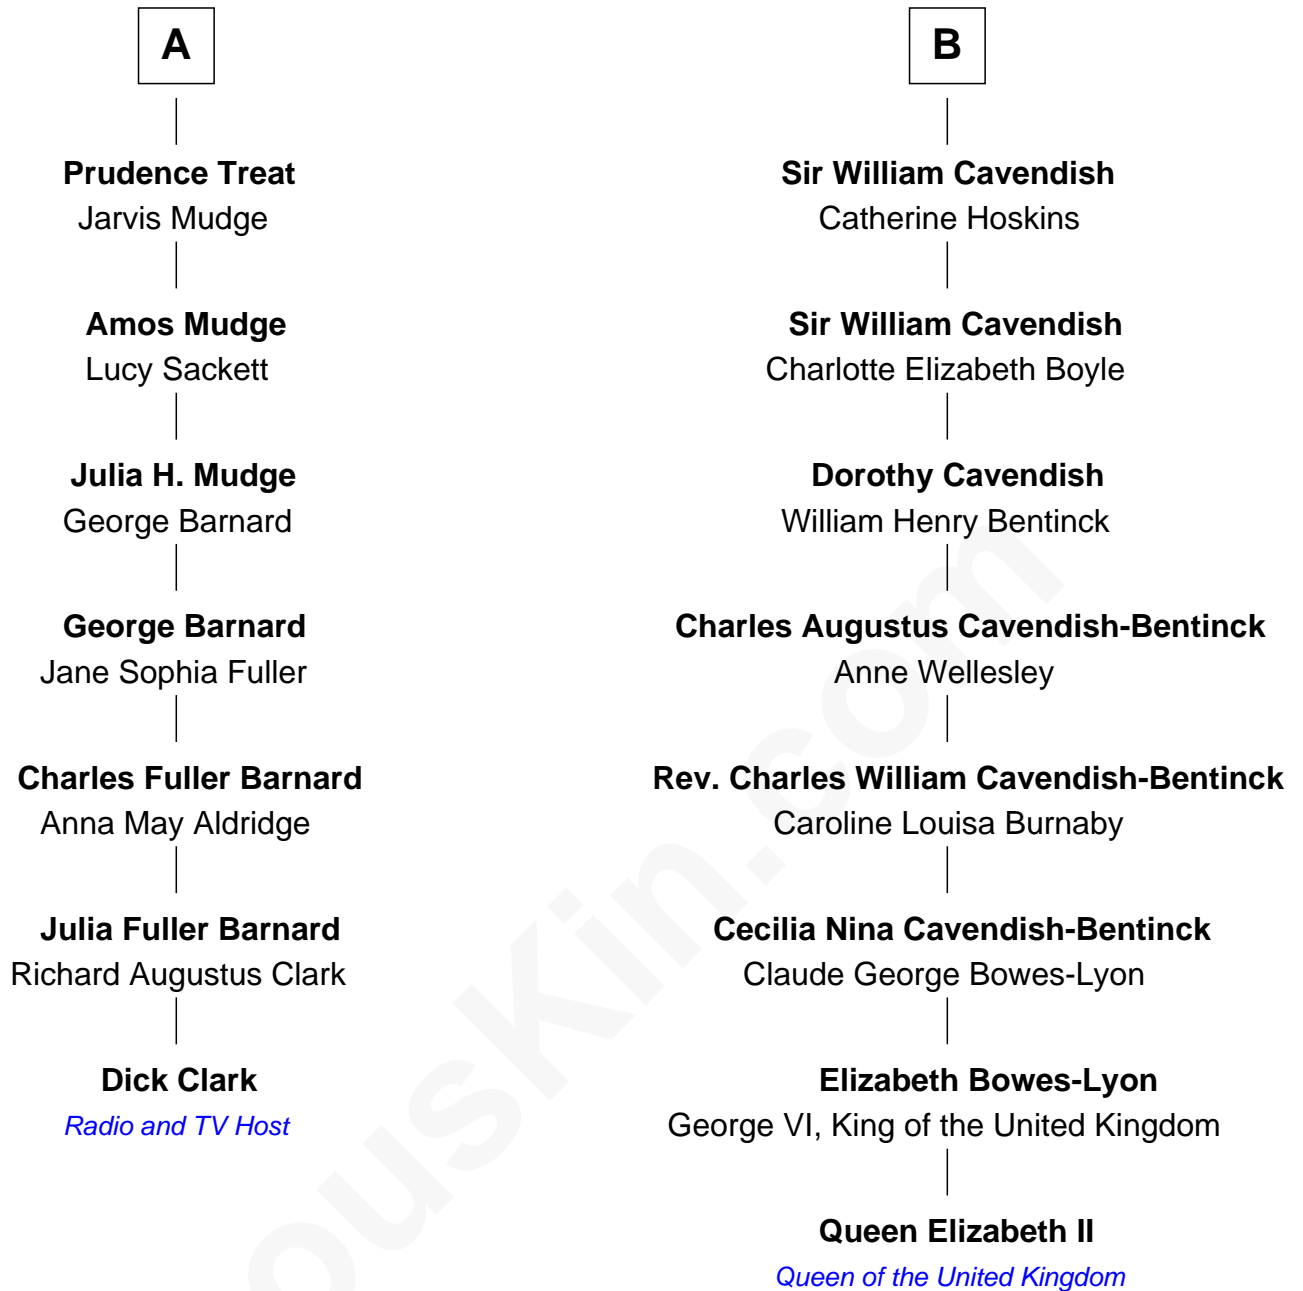 A
Prudence Treat
Jarvis Mudge
Amos Mudge
Lucy Sackett
Julia H. Mudge
George Barnard
George Barnard
Jane Sophia Fuller
Charles Fuller Barnard
Anna May Aldridge
Julia Fuller Barnard
Richard Augustus Clark
Dick Clark
Radio and TV Host
B
Sir William Cavendish
Catherine Hoskins
Sir William Cavendish
Charlotte Elizabeth Boyle
Dorothy Cavendish
William Henry Bentinck
Charles Augustus Cavendish-Bentinck
Anne Wellesley
Rev. Charles William Cavendish-Bentinck
Caroline Louisa Burnaby
Cecilia Nina Cavendish-Bentinck
Claude George Bowes-Lyon
Elizabeth Bowes-Lyon
George VI, King of the United Kingdom
Queen Elizabeth II
Queen of the United Kingdom
ousKin.com